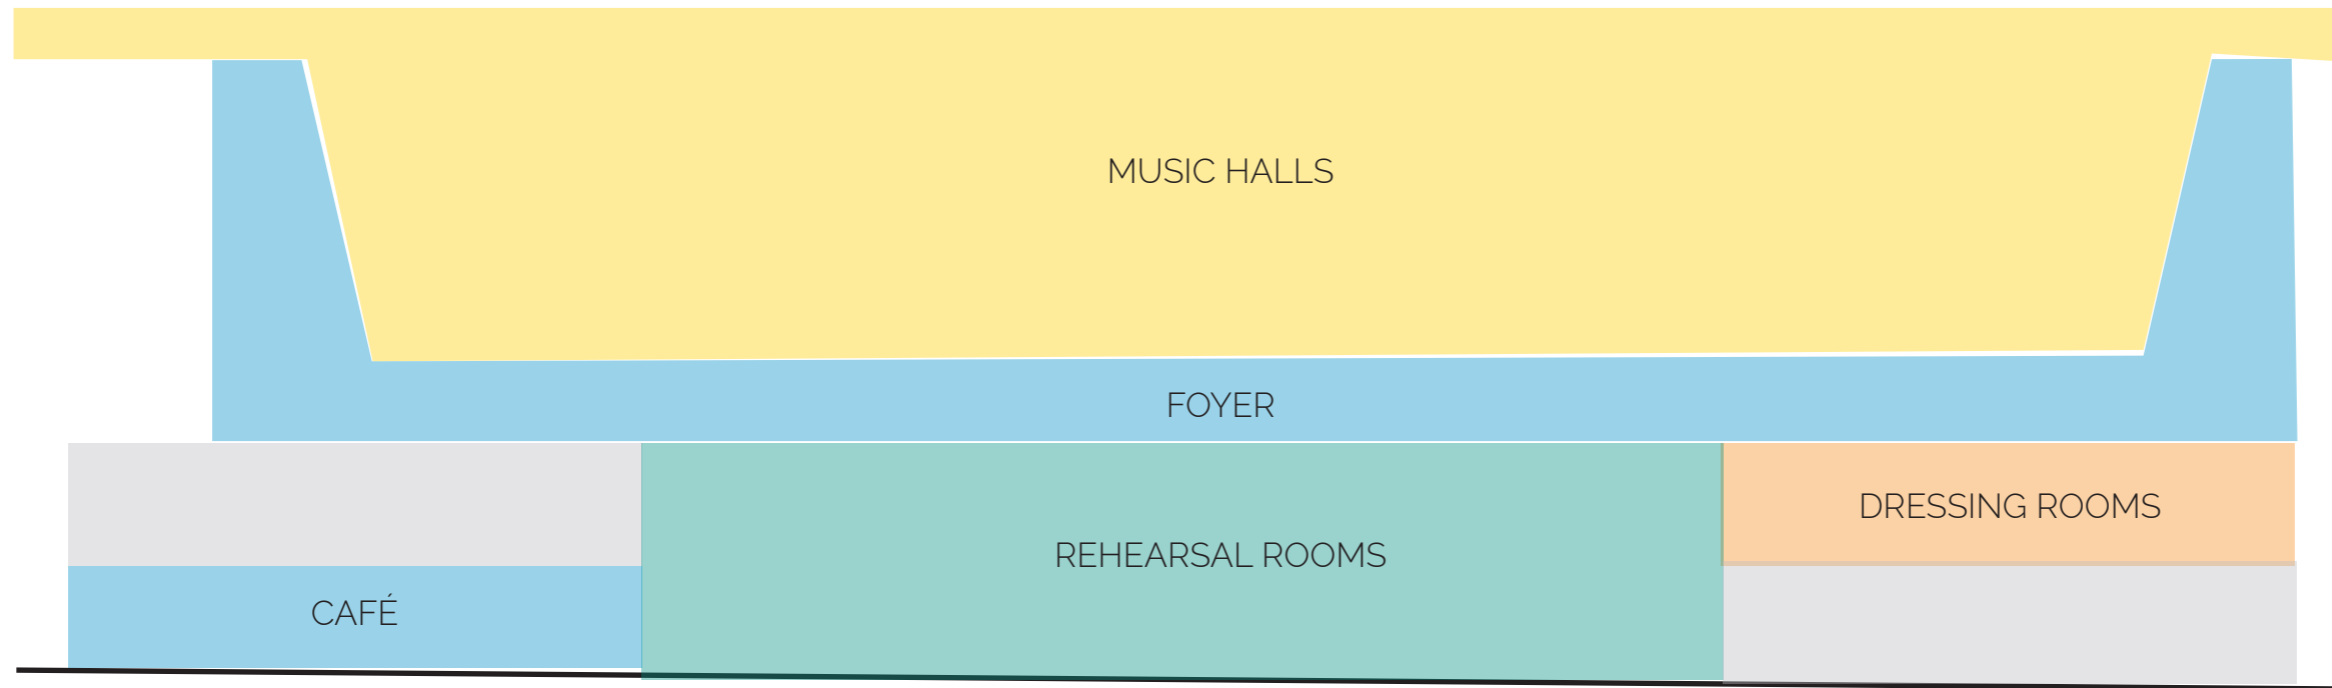 MUSIC HALLS
FOYER
DRESSING ROOMS
REHEARSAL ROOMS
CAFÉ